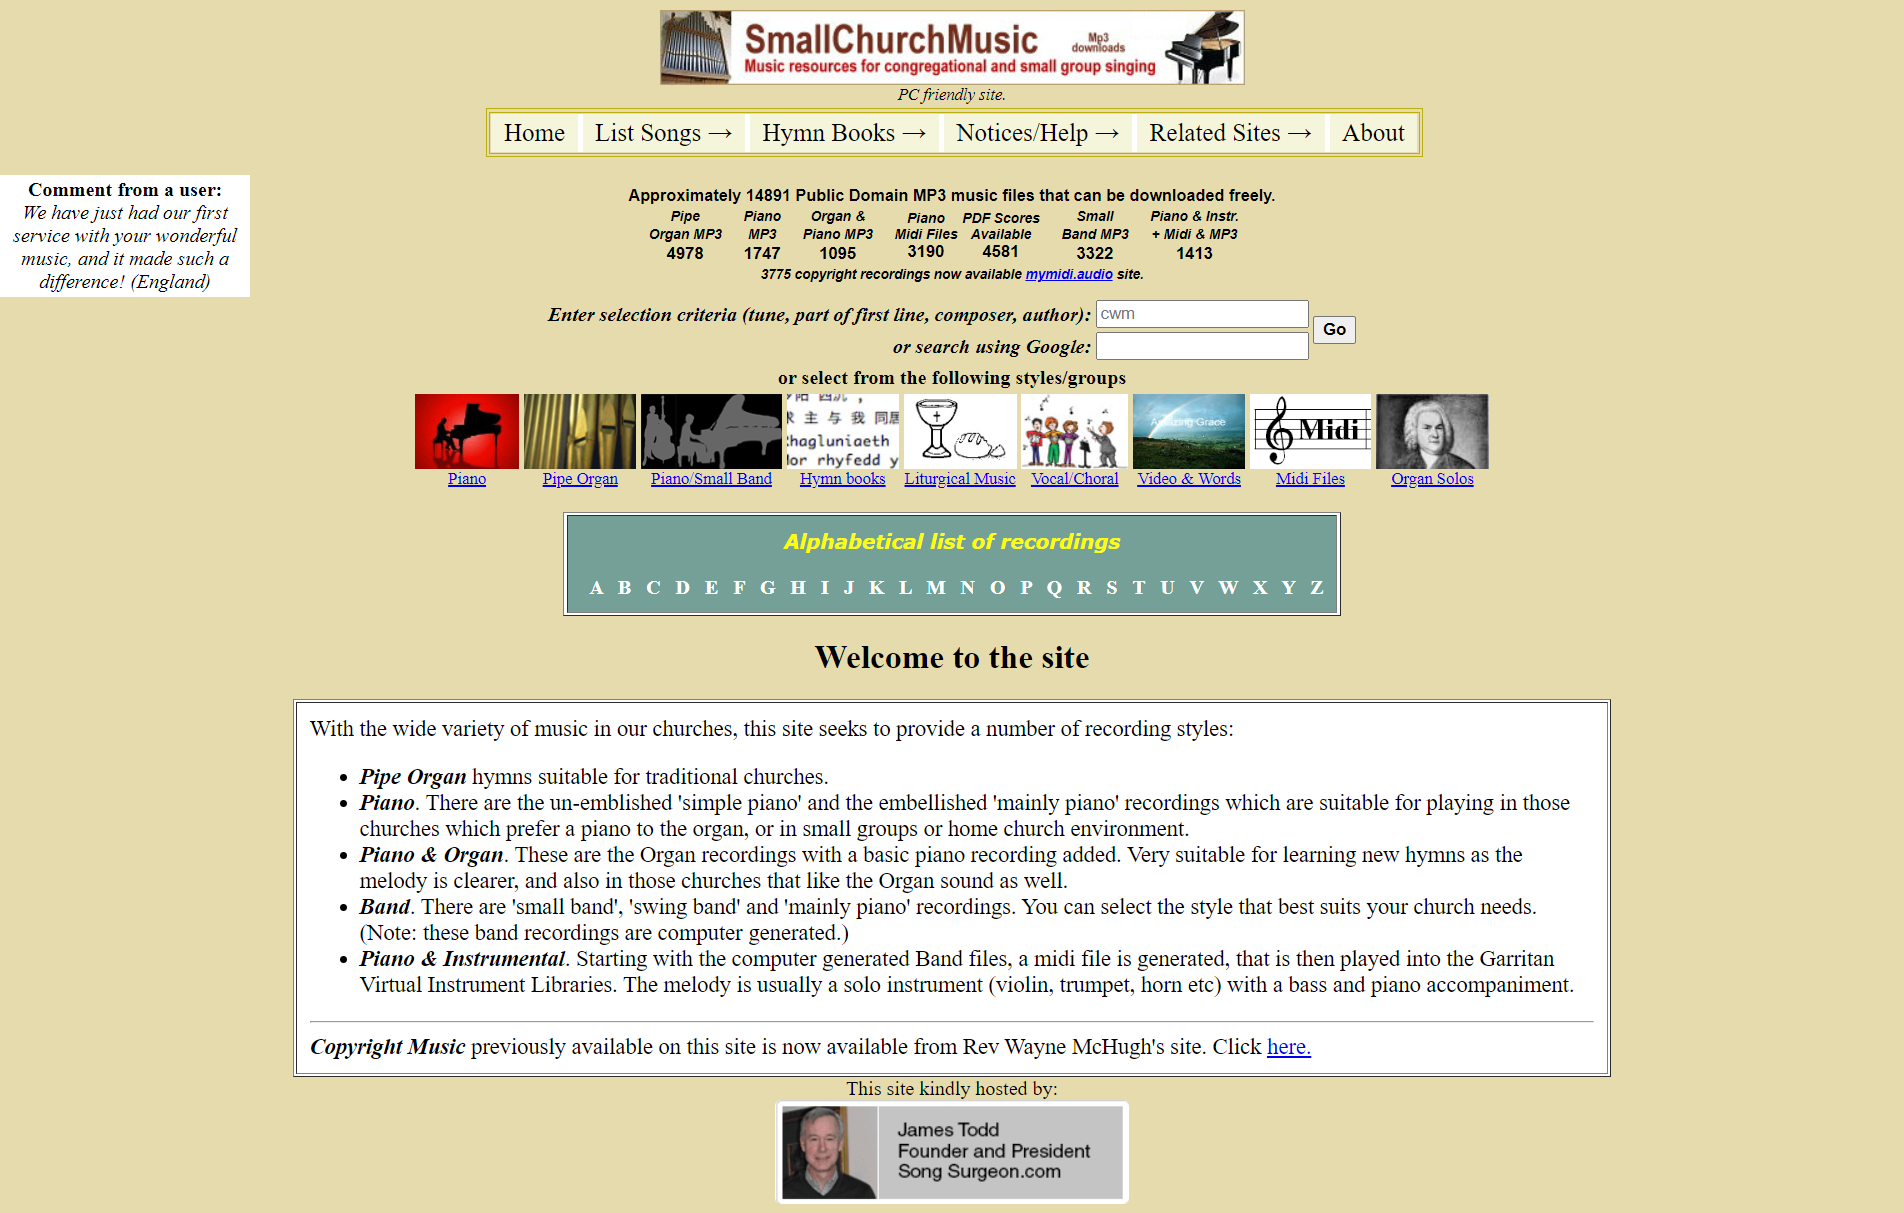 SmallChurchMusic
Mp3
downloads
Music resources for congregational and small group singing
PC friendly site.
Home List Songs → Hymn Books → Notices/Help → Related Sites → About
Comment from a user:
We have just had our first
service with your wonderful
music, and it made such a
difference! (England)
Approximately 14891 Public Domain MP3 music files that can be downloaded freely.
Pipe Piano Organ & Piano PDF Scores Small Piano & Instr.
Organ MP3 MP3 Piano MP3 Midi Files Available Band MP3 + Midi & MP3
4978 1747 1095 3190 4581 3322 1413
3775 copyright recordings now available mymidi.audio site.
Enter selection criteria (tune, part of first line, composer, author): cwm
Go
or search using Google:
or select from the following styles/groups
主 与 我 同居
hagluniaeth
or rhyfedd y
Amazing Grace
Midi
Piano Pipe Organ Piano/Small Band Hymn books Liturgical Music Vocal/Choral Video & Words Midi Files Organ Solos
Alphabetical list of recordings
A B C D E F G H I J K L M N O P Q R S T U V W X Y Z
Welcome to the site
With the wide variety of music in our churches, this site seeks to provide a number of recording styles:
• Pipe Organ hymns suitable for traditional churches.
• Piano. There are the un-emblished 'simple piano' and the embellished 'mainly piano' recordings which are suitable for playing in those
churches which prefer a piano to the organ, or in small groups or home church environment.
• Piano & Organ. These are the Organ recordings with a basic piano recording added. Very suitable for learning new hymns as the
melody is clearer, and also in those churches that like the Organ sound as well.
• Band. There are 'small band', 'swing band' and 'mainly piano' recordings. You can select the style that best suits your church needs.
(Note: these band recordings are computer generated.)
• Piano & Instrumental. Starting with the computer generated Band files, a midi file is generated, that is then played into the Garritan
Virtual Instrument Libraries. The melody is usually a solo instrument (violin, trumpet, horn etc) with a bass and piano accompaniment.
Copyright Music previously available on this site is now available from Rev Wayne McHugh's site. Click here.
This site kindly hosted by:
James Todd
Founder and President
Song Surgeon.com